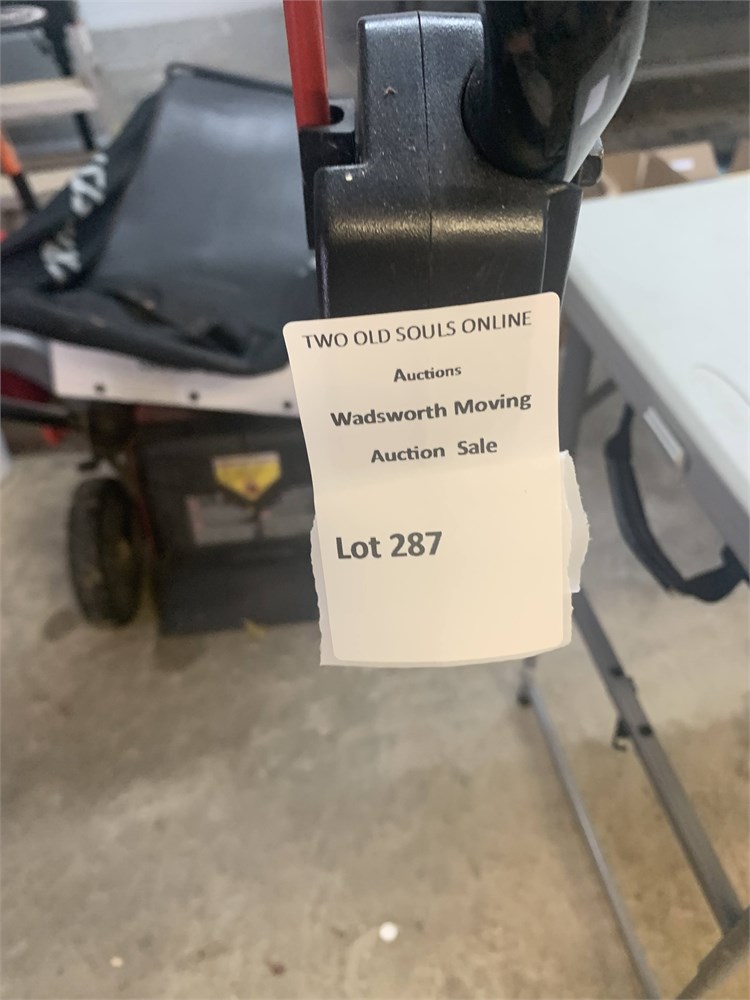 TWO OLD SOULS ONLINE
Auctions
Wadsworth Moving
Auction Sale
Lot 287